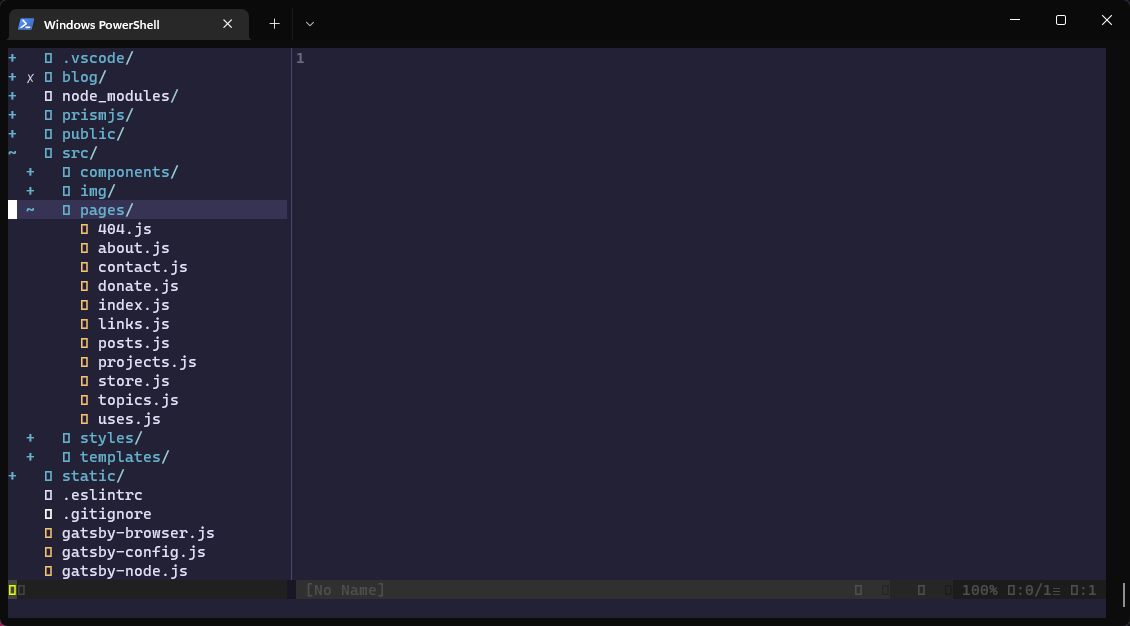 Windows PowerShell
+ .vscode/
1
+ ✗ blog/
+ node_modules/
+ prismjs/
+ public/
~ src/
+ components/
+ img/
~ pages/
404.js
about.js
contact.js
donate.js
index.js
links.js
posts.js
projects.js
store.js
topics.js
uses.js
+ styles/
+ templates/
+ static/
.eslintrc
.gitignore
gatsby-browser.js
gatsby-config.js
gatsby-node.js
[No Name] 100% :0/1≡ :1